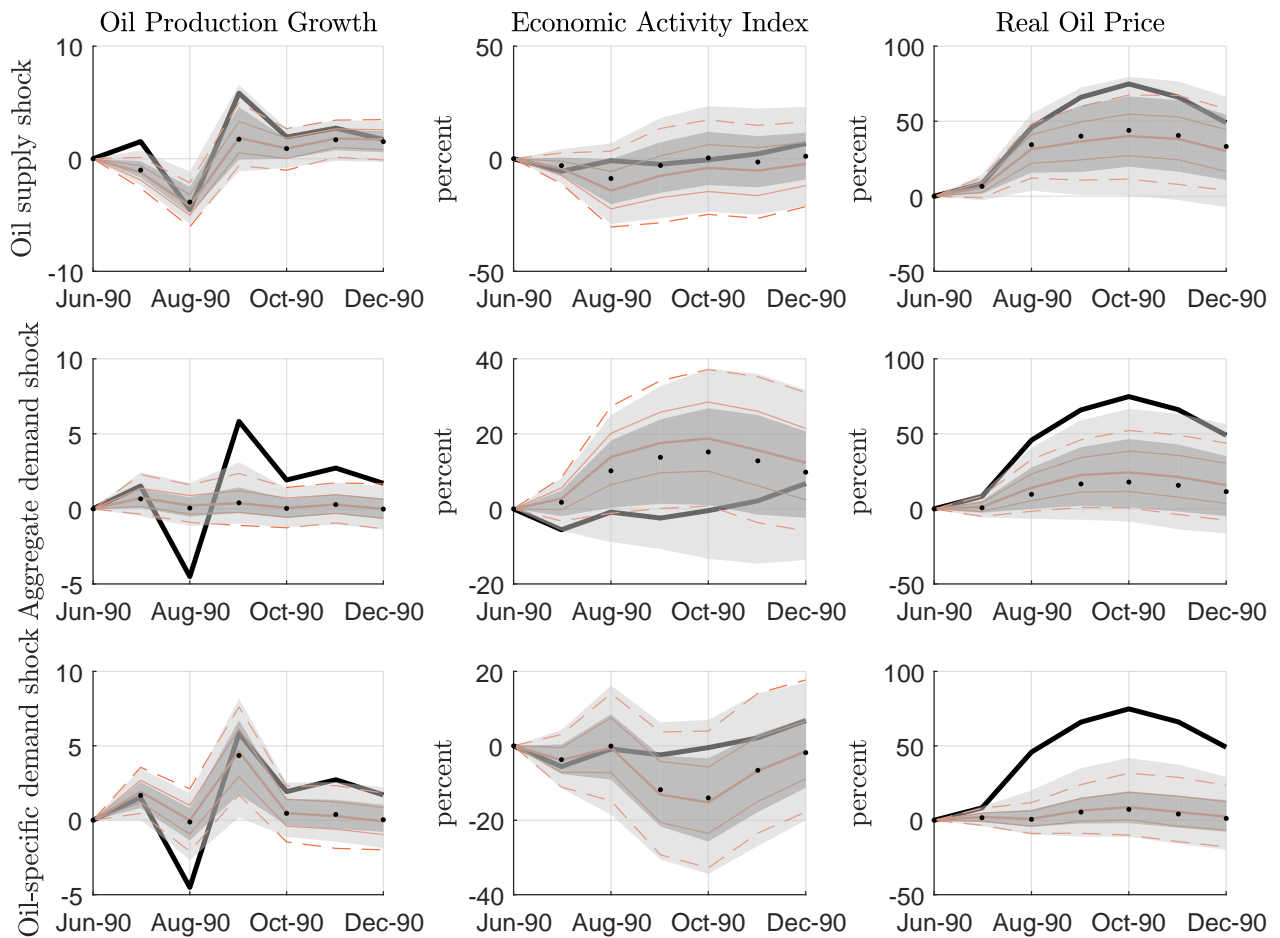 Oil Production Growth
Economic Activity Index
Real Oil Price
Oil supply shock
10
0
-10
Jun-90 Aug-90 Oct-90 Dec-90
percent
50
0
-50
Jun-90 Aug-90 Oct-90 Dec-90
percent
100
50
0
-50
Jun-90 Aug-90 Oct-90 Dec-90
Aggregate demand shock
10
5
0
-5
Jun-90 Aug-90 Oct-90 Dec-90
percent
40
20
0
-20
Jun-90 Aug-90 Oct-90 Dec-90
percent
100
50
0
-50
Jun-90 Aug-90 Oct-90 Dec-90
Oil-specific demand shock
10
5
0
-5
Jun-90 Aug-90 Oct-90 Dec-90
percent
20
0
-20
-40
Jun-90 Aug-90 Oct-90 Dec-90
percent
100
50
0
-50
Jun-90 Aug-90 Oct-90 Dec-90